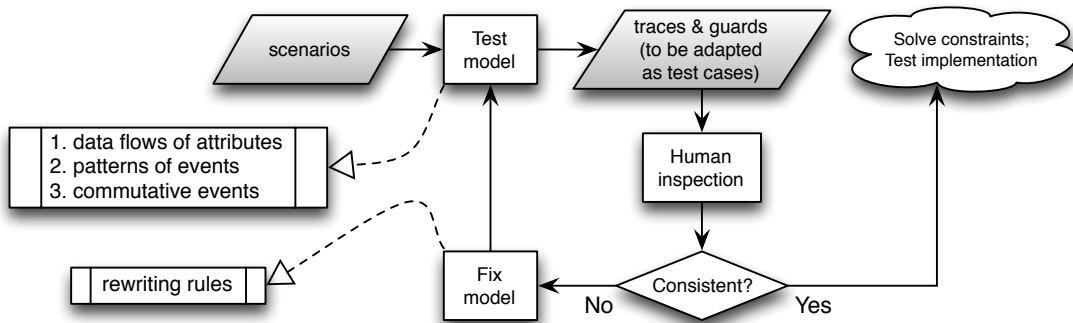 scenarios
Test
model
traces & guards
(to be adapted
as test cases)
Solve constraints;
Test implementation
1. data flows of attributes
2. patterns of events
3. commutative events
Human
inspection
rewriting rules
Fix
model
Consistent?
No
Yes